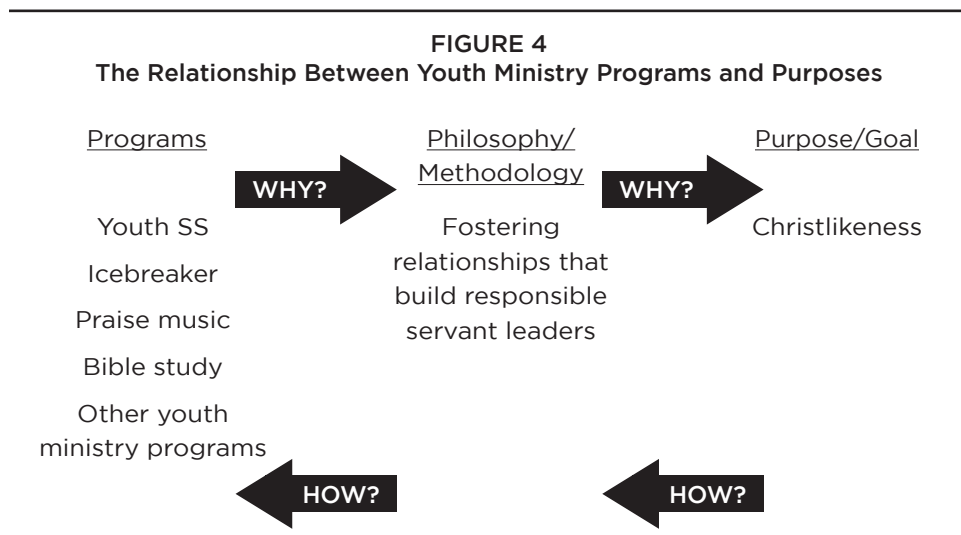 FIGURE 4
The Relationship Between Youth Ministry Programs and Purposes
Programs
Philosophy/
Methodology
Purpose/Goal
WHY?
WHY?
Youth SS
Icebreaker
Praise music
Bible study
Other youth
ministry programs
Fostering
relationships that
build responsible
servant leaders
Christlikeness
HOW?
HOW?